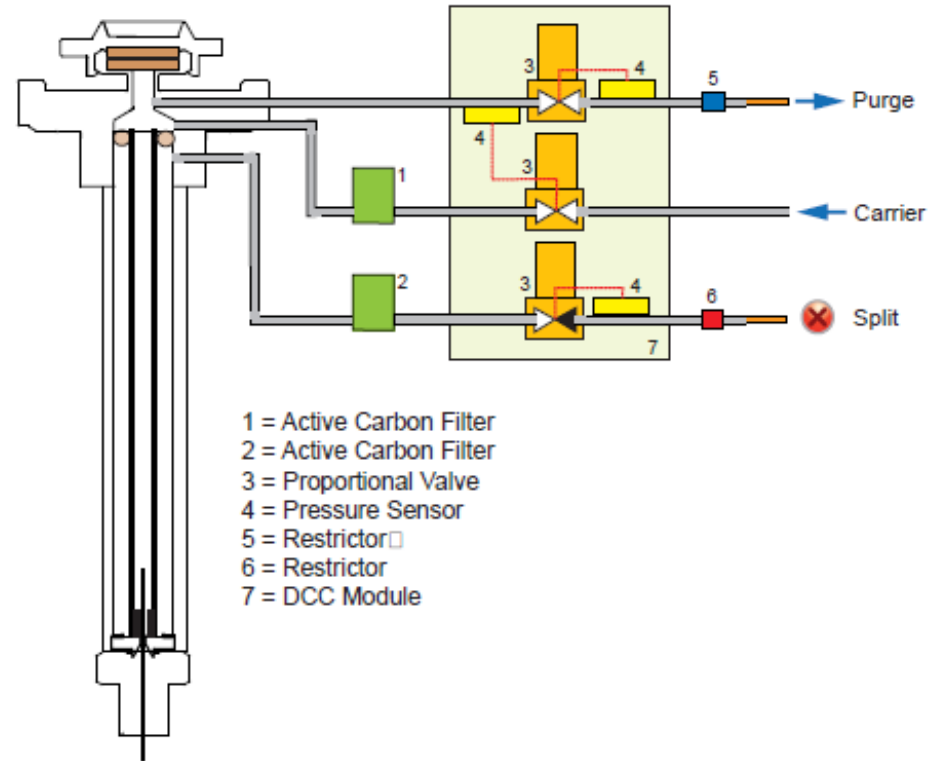 3
4
5
Purge
4
3
1
Carrier
2
3
4
6
Split
7
1 = Active Carbon Filter
2 = Active Carbon Filter
3 = Proportional Valve
4 = Pressure Sensor
5 = Restrictor□
6 = Restrictor
7 = DCC Module